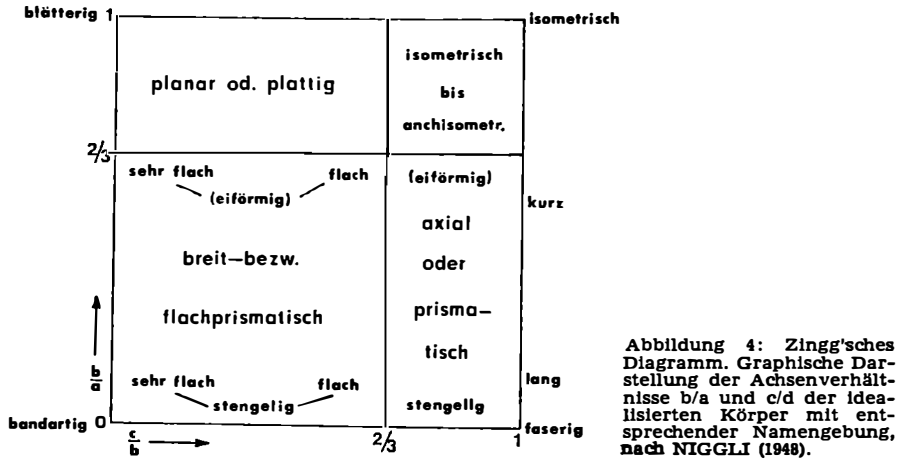 blätterig 1
isometrisch
isometrisch
bis
anchisometr.
planar od. plattig
2/3
sehr flach
flach
(eiförmig)
(eiförmig)
kurz
axial
oder
prisma–
tisch
breit–bezw.
flachprismatisch
b/a
sehr flach
flach
stengelig
lang
stengelig
bandartig 0
c/b
2/3
1
faserig
Abbildung 4: Zingg'sches
Diagramm. Graphische Dar-
stellung der Achsenverhält-
nisse b/a und c/d der idea-
lisierten Körper mit ent-
sprechender Namengebung,
nach NIGGLI (1948).